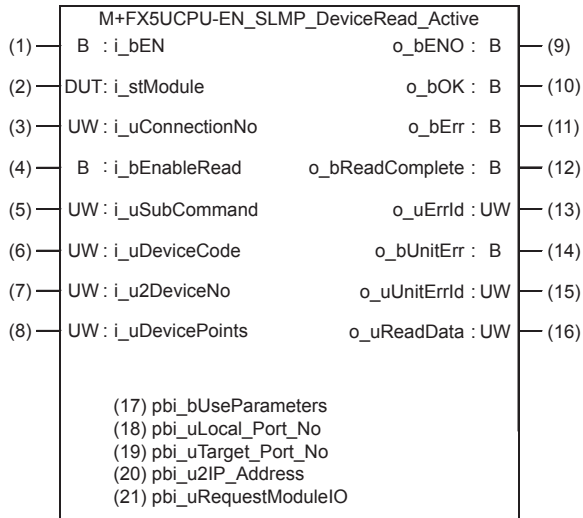 M+FX5UCPU-EN_SLMP_DeviceRead_Active
(1) B : i_bEN o_bENO : B (9)
(2) DUT: i_stModule o_bOK : B (10)
(3) UW : i_uConnectionNo o_bErr : B (11)
(4) B : i_bEnableRead o_bReadComplete : B (12)
(5) UW : i_uSubCommand o_uErrId : UW (13)
(6) UW : i_uDeviceCode o_bUnitErr : B (14)
(7) UW : i_u2DeviceNo o_uUnitErrId : UW (15)
(8) UW : i_uDevicePoints o_uReadData : UW (16)
(17) pbi_bUseParameters
(18) pbi_uLocal_Port_No
(19) pbi_uTarget_Port_No
(20) pbi_u2IP_Address
(21) pbi_uRequestModuleIO